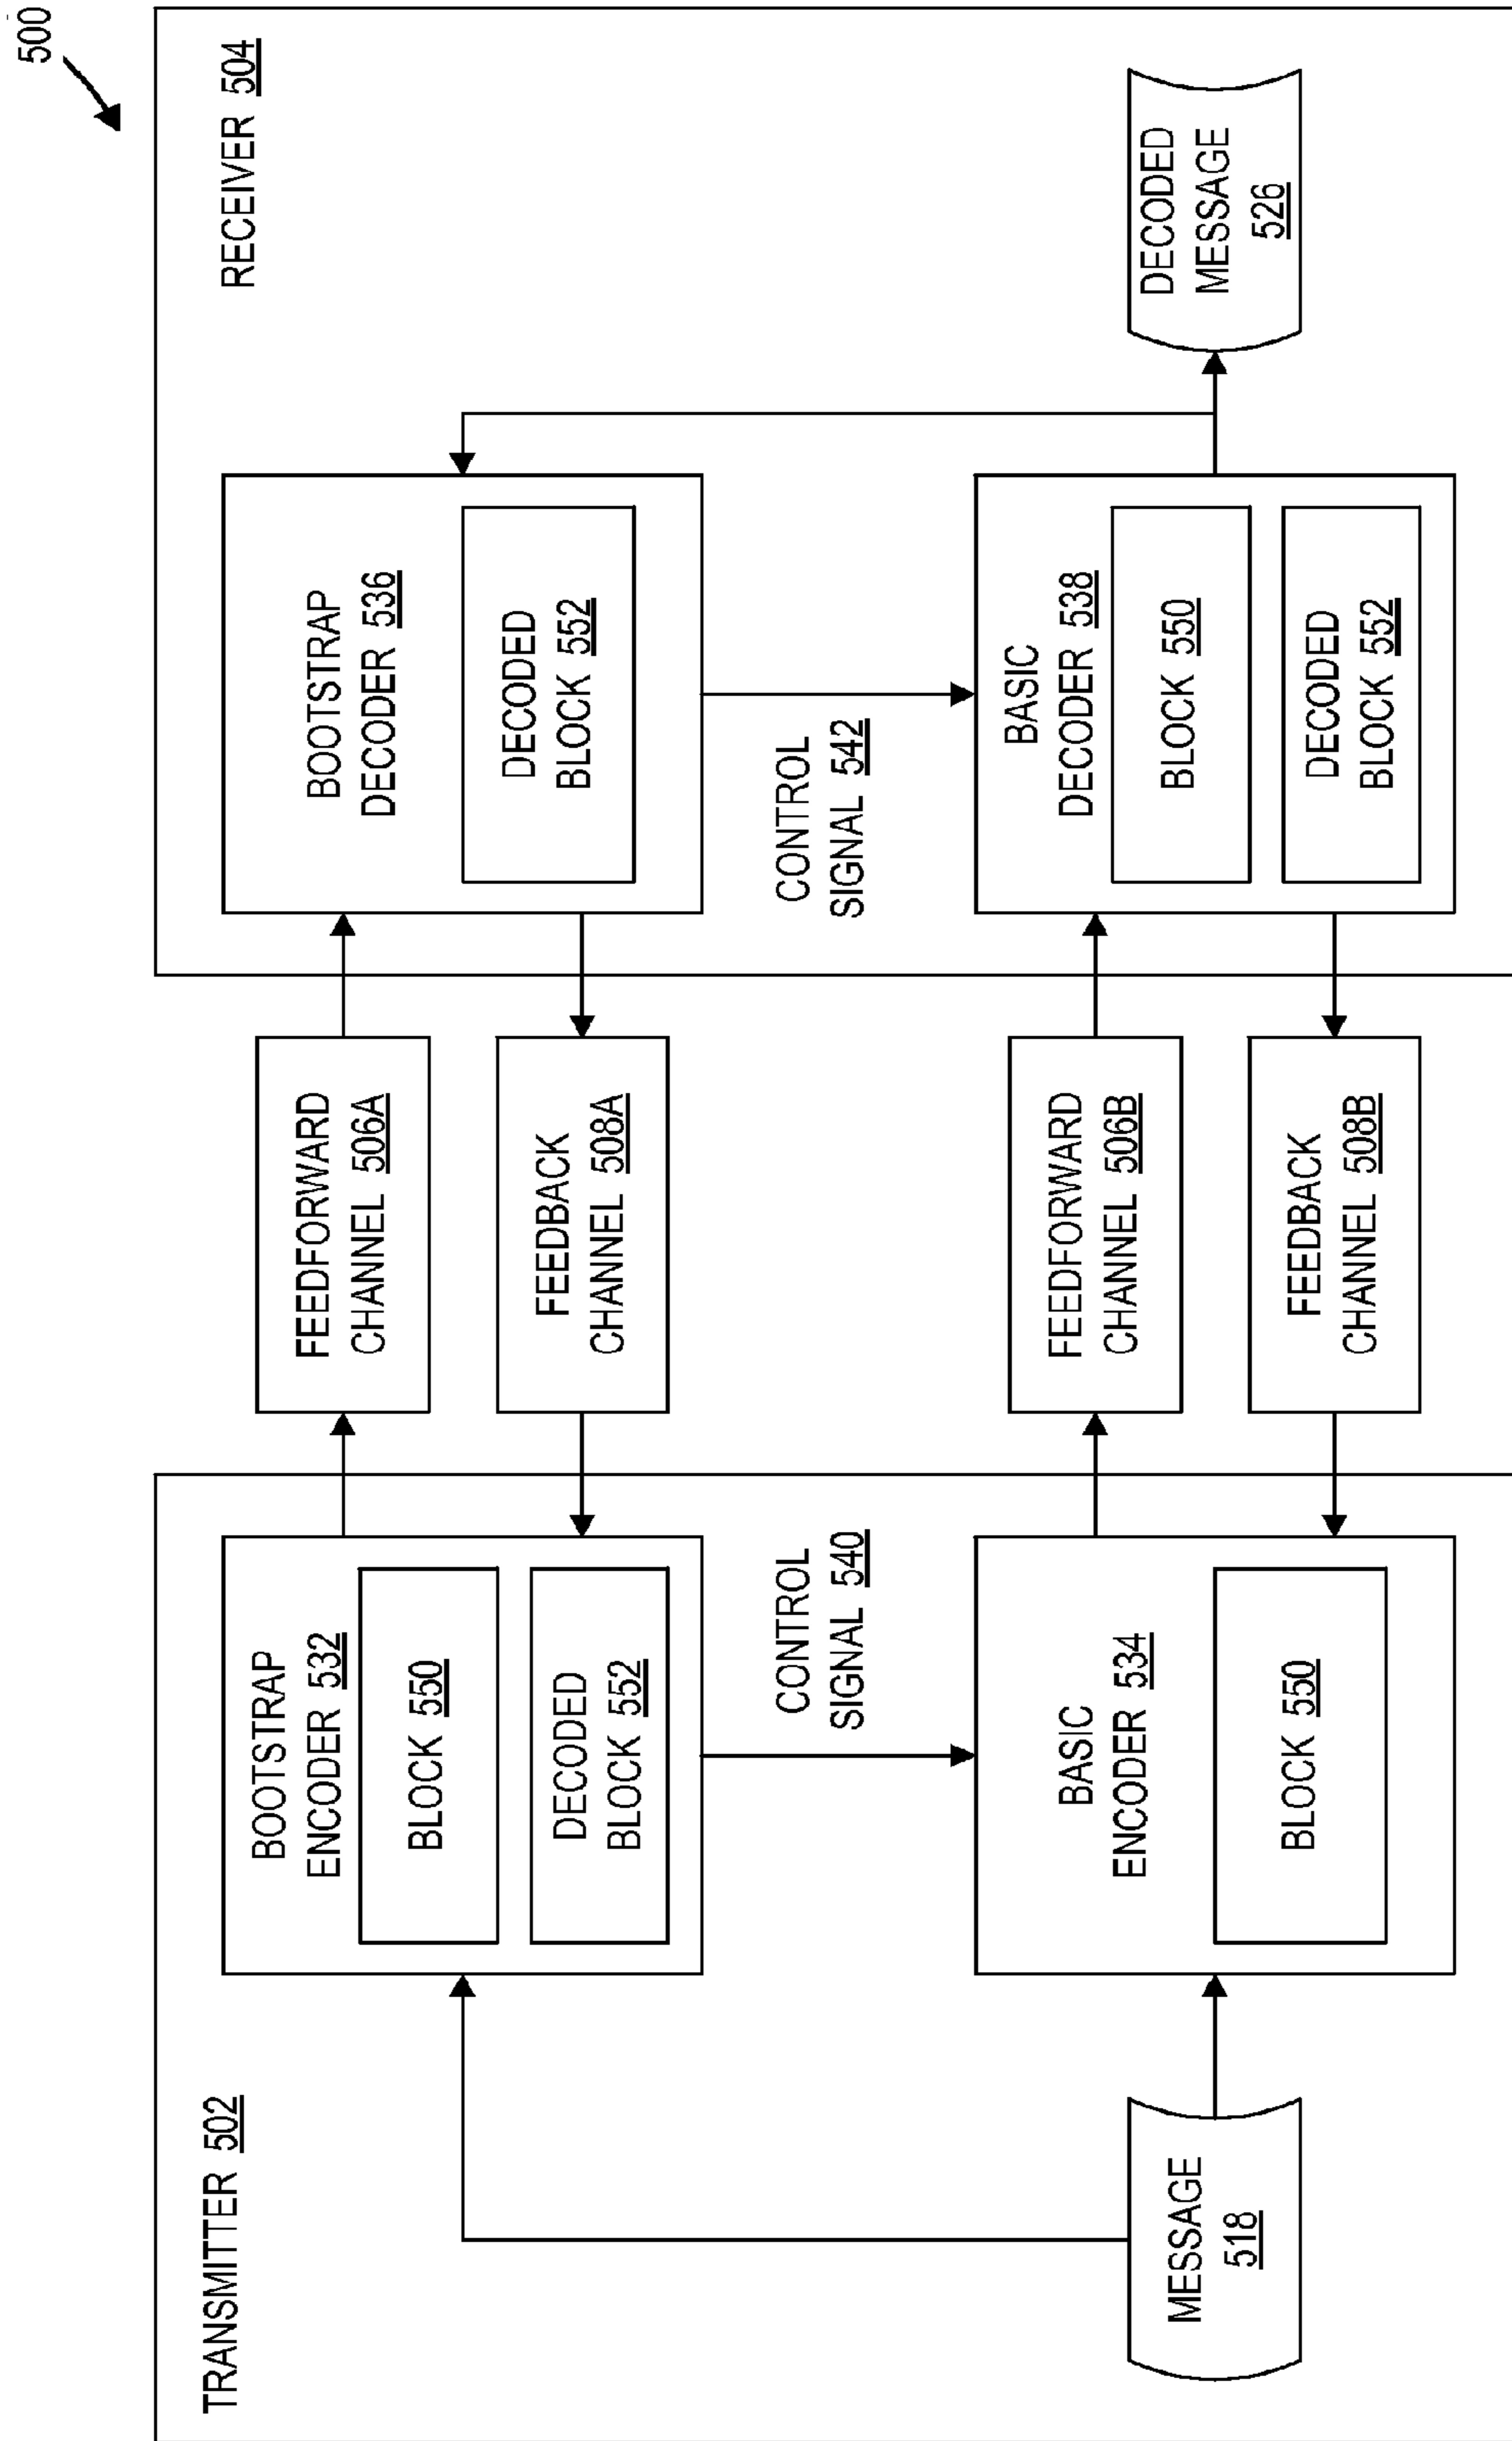 500
TRANSMITTER 502
BOOTSTRAP
ENCODER 532
BLOCK 550
DECODED
BLOCK 552
CONTROL
SIGNAL 540
BASIC
ENCODER 534
BLOCK 550
MESSAGE
518
FEEDFORWARD
CHANNEL 506A
FEEDBACK
CHANNEL 508A
FEEDFORWARD
CHANNEL 506B
FEEDBACK
CHANNEL 508B
RECEIVER 504
BOOTSTRAP
DECODER 536
DECODED
BLOCK 552
CONTROL
SIGNAL 542
BASIC
DECODER 538
BLOCK 550
DECODED
BLOCK 552
DECODED
MESSAGE
526